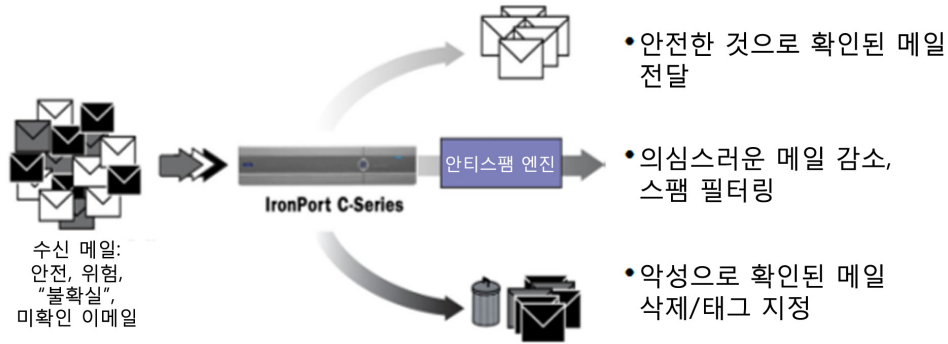 • 안전한 것으로 확인된 메일
전달
안티스팸 엔진
• 의심스러운 메일 감소,
스팸 필터링
IronPort C-Series
수신 메일:
안전, 위험,
“불확실”,
미확인 이메일
• 악성으로 확인된 메일
삭제/태그 지정